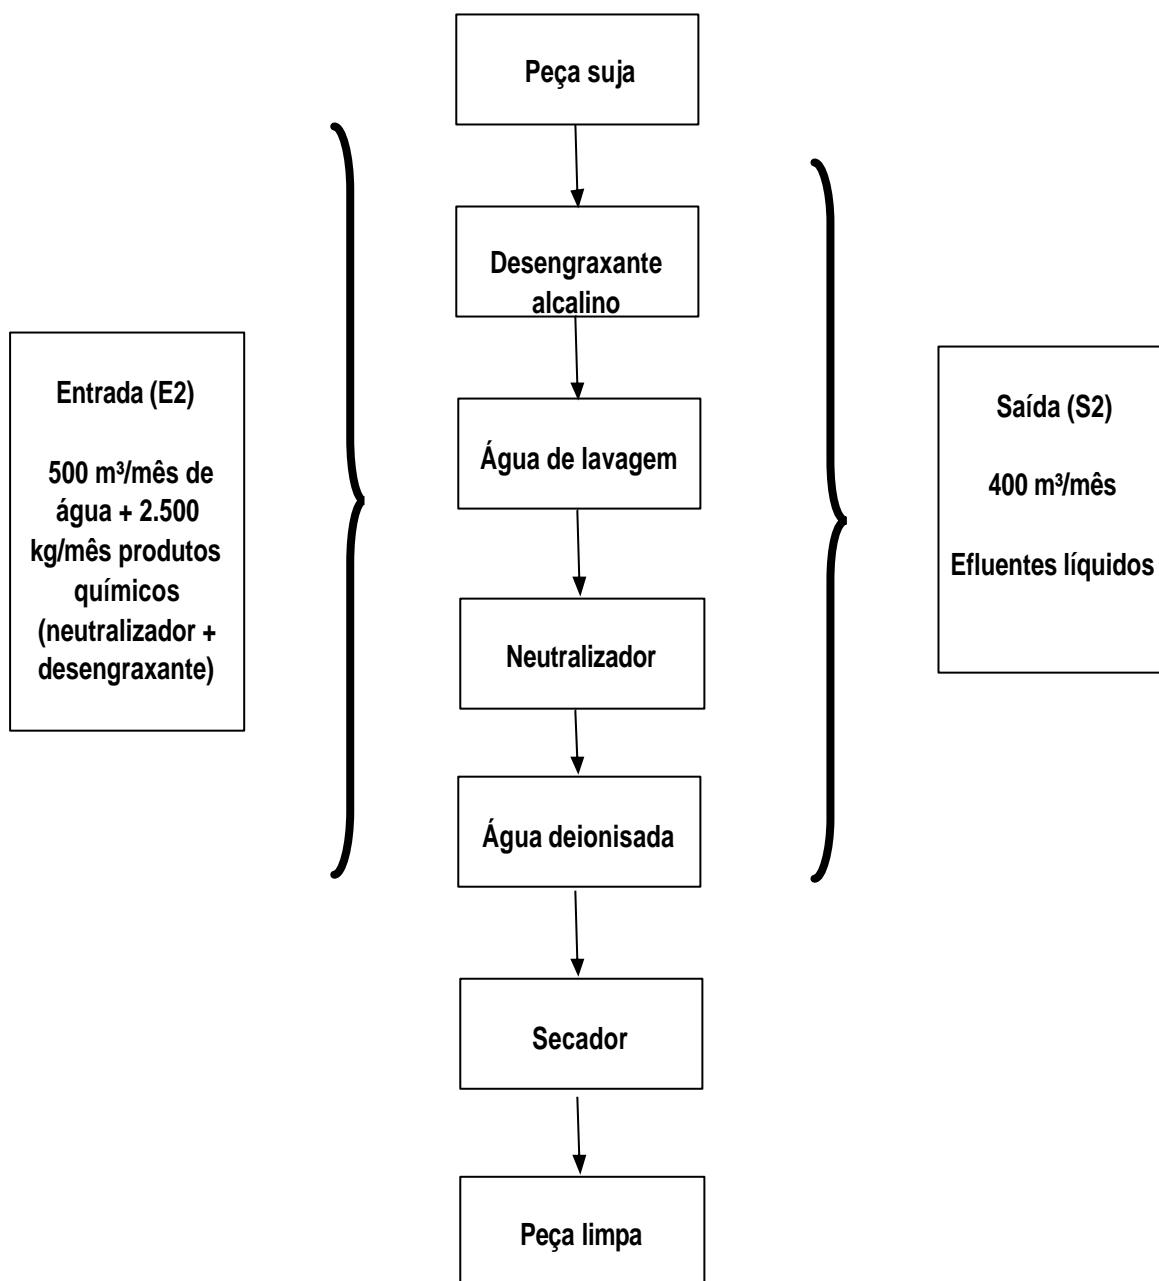 Peça suja
Desengraxante
alcalino
Entrada (E2)
500 m³/mês de
água + 2.500
kg/mês produtos
químicos
(neutralizador +
desengraxante)
Água de lavagem
Saída (S2)
400 m³/mês
Efluentes líquidos
Neutralizador
Água deionisada
Secador
Peça limpa